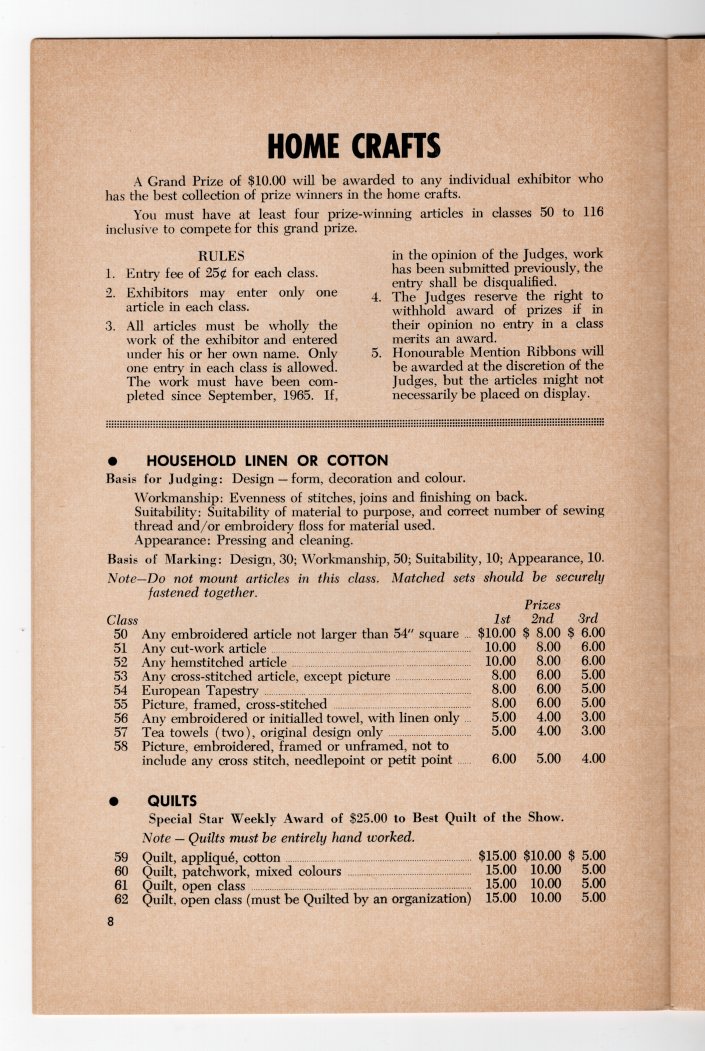 HOME CRAFTS
A Grand Prize of $10.00 will be awarded to any individual exhibitor who
has the best collection of prize winners in the home crafts.
You must have at least four prize-winning articles in classes 50 to 116
inclusive to compete for this grand prize.
RULES
1. Entry fee of 25¢ for each class.
2. Exhibitors may enter only one
article in each class.
3. All articles must be wholly the
work of the exhibitor and entered
under his or her own name. Only
one entry in each class is allowed.
The work must have been com-
pleted since September, 1965. If,
in the opinion of the Judges, work
has been submitted previously, the
entry shall be disqualified.
4. The Judges reserve the right to
withhold award of prizes if in
their opinion no entry in a class
merits an award.
5. Honourable Mention Ribbons will
be awarded at the discretion of the
Judges, but the articles might not
necessarily be placed on display.
● HOUSEHOLD LINEN OR COTTON
Basis for Judging: Design – form, decoration and colour.
Workmanship: Evenness of stitches, joins and finishing on back.
Suitability: Suitability of material to purpose, and correct number of sewing
thread and/or embroidery floss for material used.
Appearance: Pressing and cleaning.
Basis of Marking: Design, 30; Workmanship, 50; Suitability, 10; Appearance, 10.
Note–Do not mount articles in this class. Matched sets should be securely
fastened together.
Prizes
Class 1st 2nd 3rd
50 Any embroidered article not larger than 54" square ... $10.00 $ 8.00 $ 6.00
51 Any cut-work article ... 10.00 8.00 6.00
52 Any hemstitched article ... 10.00 8.00 6.00
53 Any cross-stitched article, except picture ... 8.00 6.00 5.00
54 European Tapestry ... 8.00 6.00 5.00
55 Picture, framed, cross-stitched ... 8.00 6.00 5.00
56 Any embroidered or initialled towel, with linen only ... 5.00 4.00 3.00
57 Tea towels (two), original design only ... 5.00 4.00 3.00
58 Picture, embroidered, framed or unframed, not to
include any cross stitch, needlepoint or petit point ... 6.00 5.00 4.00
● QUILTS
Special Star Weekly Award of $25.00 to Best Quilt of the Show.
Note – Quilts must be entirely hand worked.
59 Quilt, appliqué, cotton ... $15.00 $10.00 $ 5.00
60 Quilt, patchwork, mixed colours ... 15.00 10.00 5.00
61 Quilt, open class ... 15.00 10.00 5.00
62 Quilt, open class (must be Quilted by an organization) 15.00 10.00 5.00
8